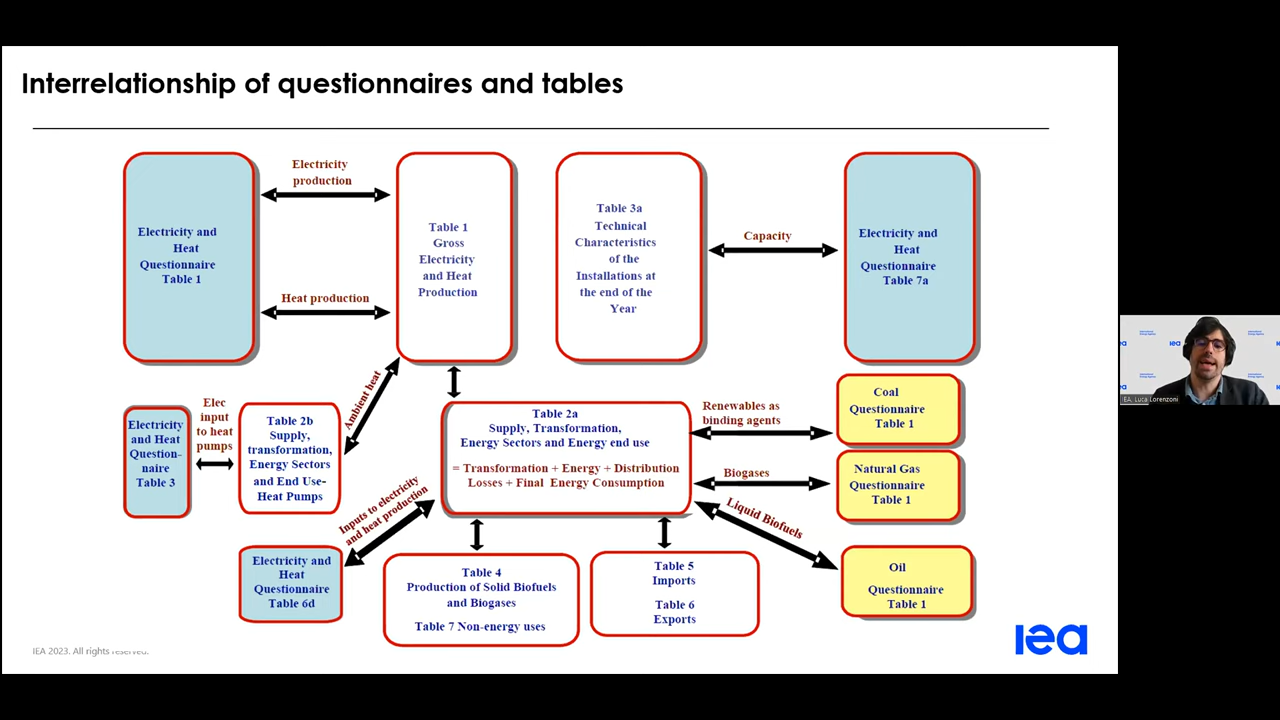 Interrelationship of questionnaires and tables
Electricity and
Heat
Questionnaire
Table 1
Electricity
production
Heat production
Table 1
Gross
Electricity
and Heat
Production
Table 3a
Technical
Characteristics
of the
Installations at
the end of the
Year
Capacity
Electricity and
Heat
Questionnaire
Table 7a
Electricity
and Heat
Question-
naire
Table 3
Elec
input
to heat
pumps
Table 2b
Supply,
transformation,
Energy Sectors
and End Use-
Heat Pumps
Ambient heat
Table 2a
Supply, Transformation,
Energy Sectors and Energy end use
= Transformation + Energy + Distribution
Losses + Final Energy Consumption
Renewables as
binding agents
Coal
Questionnaire
Table 1
Biogases
Natural Gas
Questionnaire
Table 1
Liquid Biofuels
Oil
Questionnaire
Table 1
Inputs to electricity
and heat production
Electricity and
Heat
Questionnaire
Table 6d
Table 4
Production of Solid Biofuels
and Biogases
Table 7 Non-energy uses
Table 5
Imports
Table 6
Exports
IEA 2023. All rights reserved.
iea
iea
IEA. Luca Lorenzoni